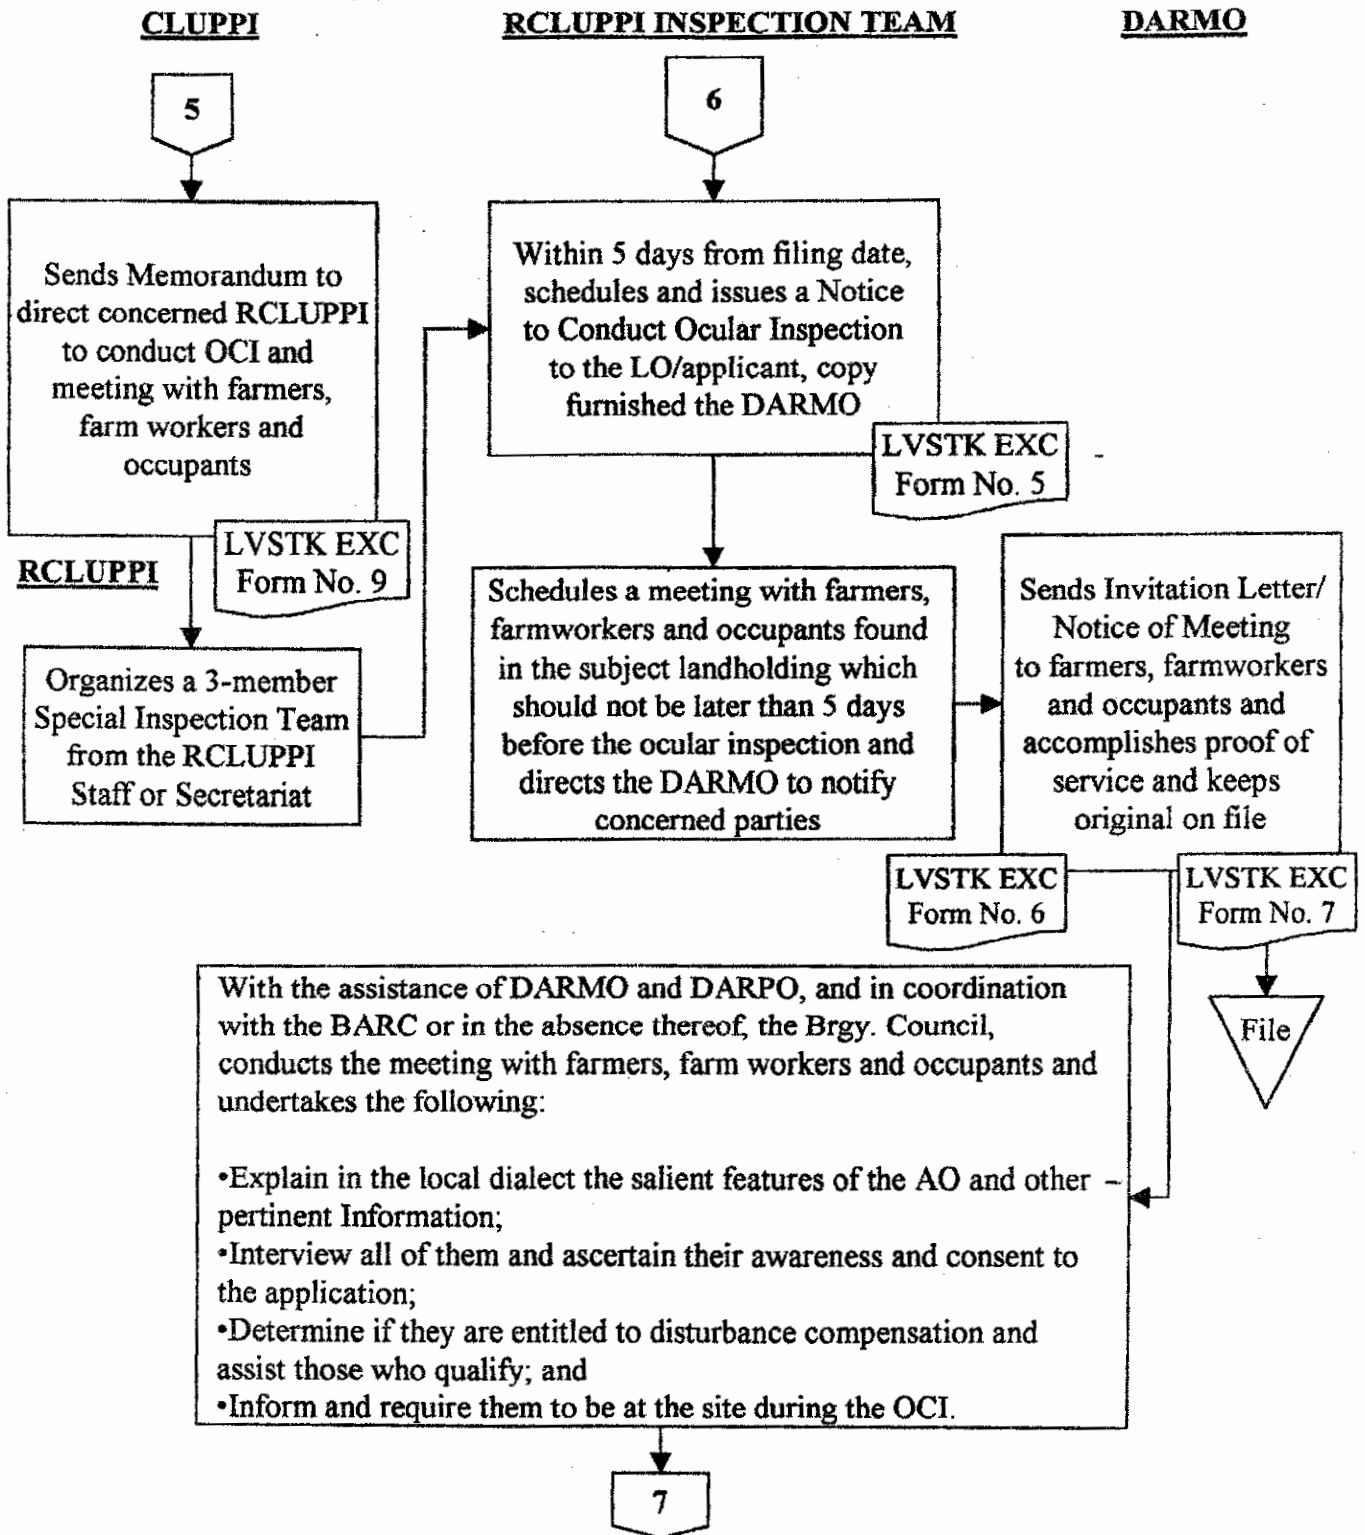 CLUPPI
RCLUPPI INSPECTION TEAM
DARMO
5
6
Sends Memorandum to
direct concerned RCLUPPI
to conduct OCI and
meeting with farmers,
farm workers and
occupants
LVSTK EXC
Form No. 9
Within 5 days from filing date,
schedules and issues a Notice
to Conduct Ocular Inspection
to the LO/applicant, copy
furnished the DARMO
LVSTK EXC
Form No. 5
RCLUPPI
Organizes a 3-member
Special Inspection Team
from the RCLUPPI
Staff or Secretariat
Schedules a meeting with farmers,
farmworkers and occupants found
in the subject landholding which
should not be later than 5 days
before the ocular inspection and
directs the DARMO to notify
concerned parties
Sends Invitation Letter/
Notice of Meeting
to farmers, farmworkers
and occupants and
accomplishes proof of
service and keeps
original on file
LVSTK EXC
Form No. 6
LVSTK EXC
Form No. 7
File
With the assistance of DARMO and DARPO, and in coordination
with the BARC or in the absence thereof, the Brgy. Council,
conducts the meeting with farmers, farm workers and occupants and
undertakes the following:
•Explain in the local dialect the salient features of the AO and other
pertinent Information;
•Interview all of them and ascertain their awareness and consent to
the application;
•Determine if they are entitled to disturbance compensation and
assist those who qualify; and
•Inform and require them to be at the site during the OCI.
7